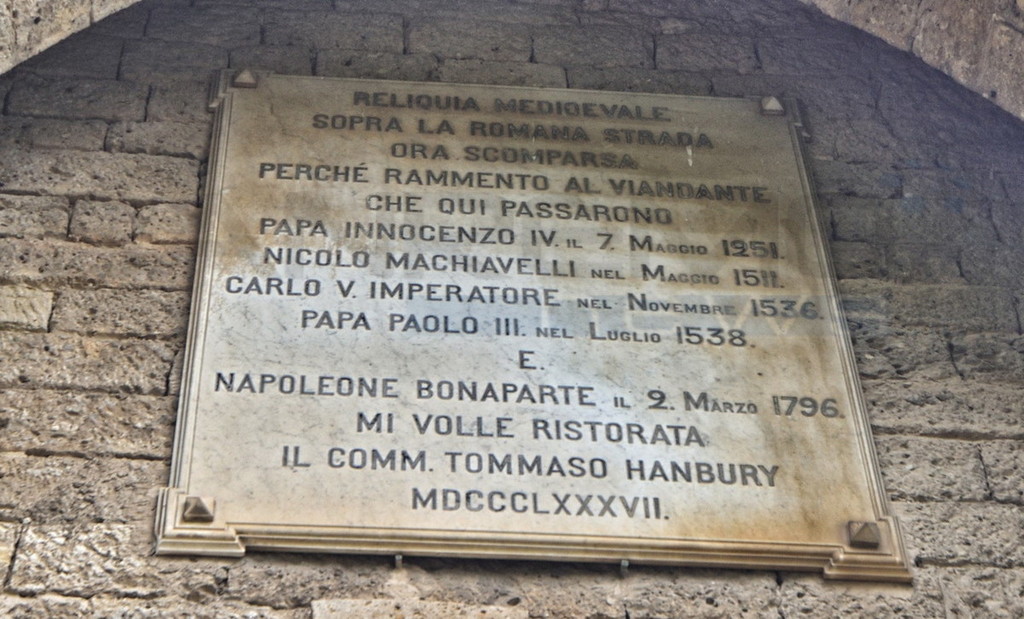 RELIQUIA MEDIOEVALE
SOPRA LA ROMANA STRADA
ORA SCOMPARSA
PERCHÉ RAMMENTO AL VIANDANTE
CHE QUI PASSARONO
PAPA INNOCENZO IV. IL 7. MAGGIO 1251.
NICOLO MACHIAVELLI NEL MAGGIO 1511.
CARLO V. IMPERATORE NEL NOVEMBRE 1536.
PAPA PAOLO III. NEL LUGLIO 1538.
E.
NAPOLEONE BONAPARTE IL 2. MARZO 1796.
MI VOLLE RISTORATA
IL COMM. TOMMASO HANBURY
MDCCCLXXXVII.